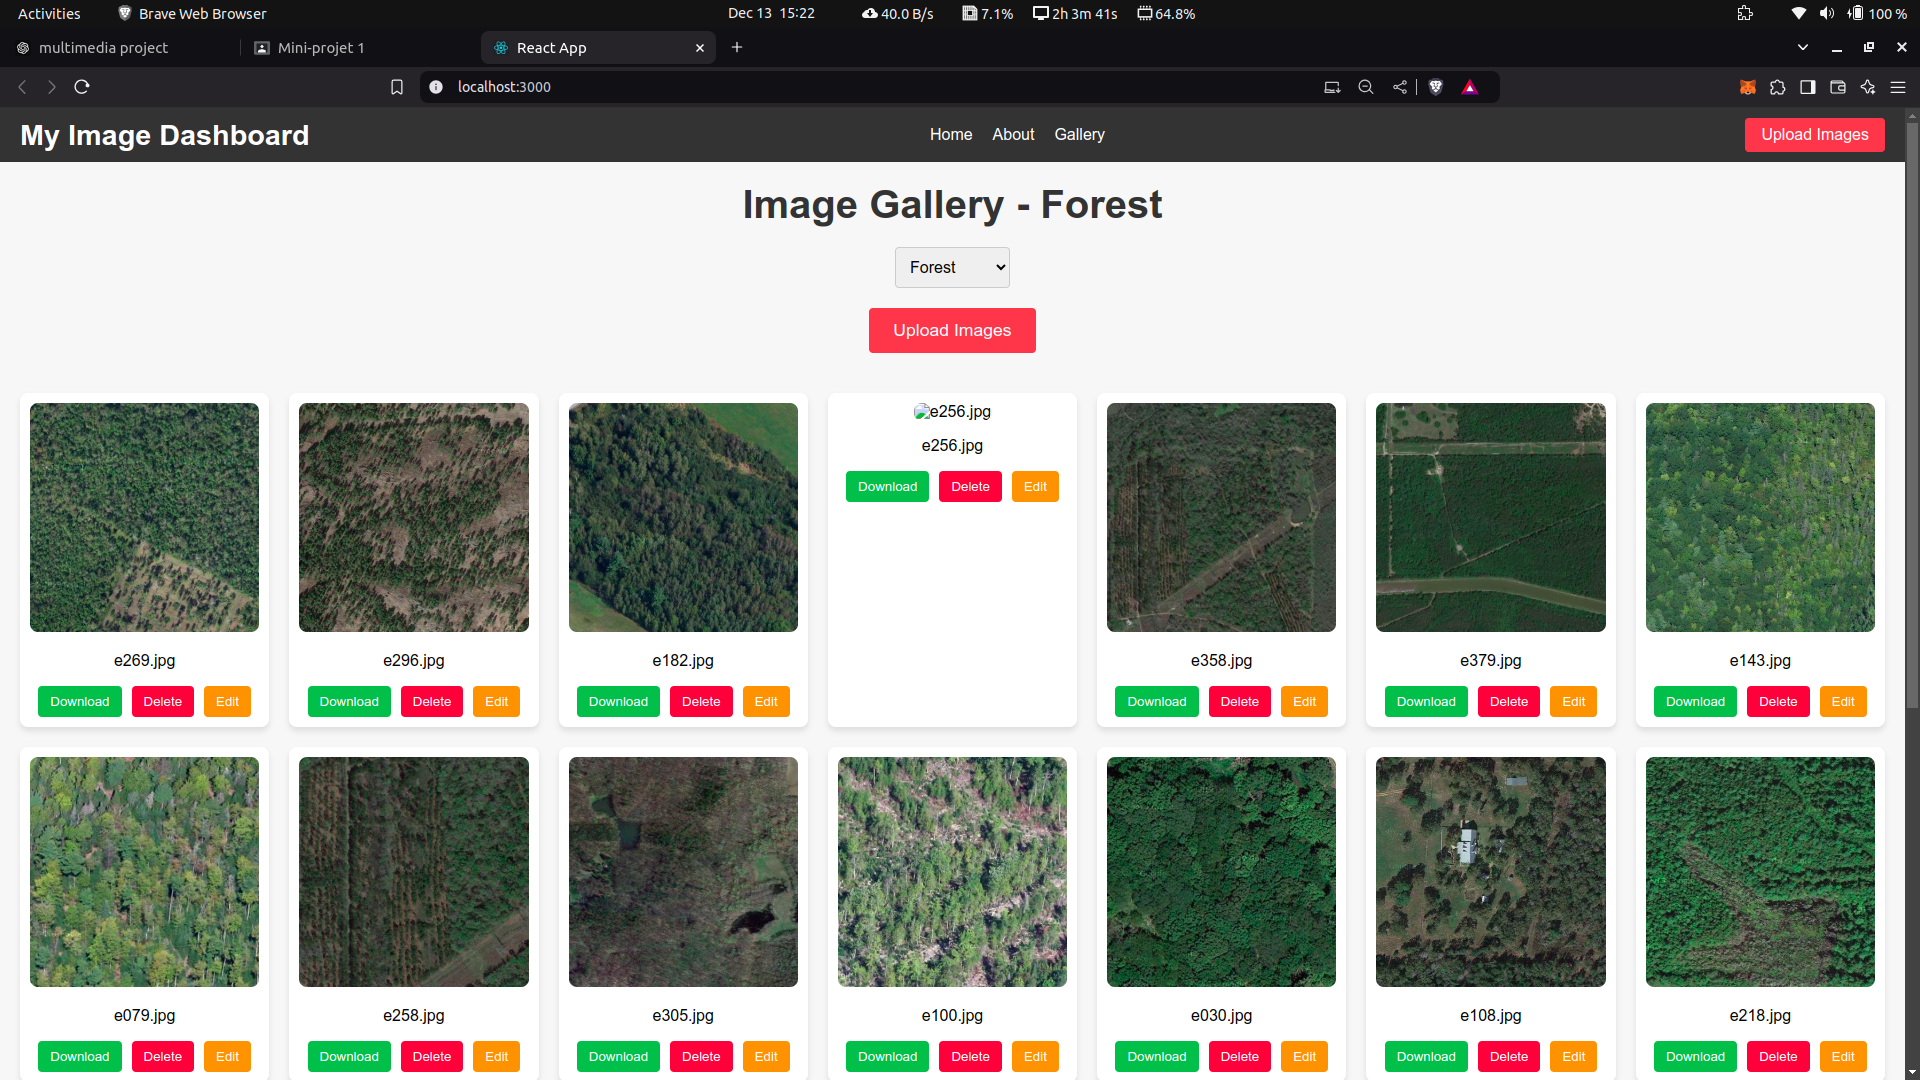 Activities Brave Web Browser Dec 13 15:22 40.0 B/s 7.1% 2h 3m 41s 64.8% 100 %
multimedia project Mini-projet 1 React App
localhost:3000
My Image Dashboard Home About Gallery Upload Images
Image Gallery - Forest
Forest
Upload Images
e256.jpg
e256.jpg
Download Delete Edit
e269.jpg e296.jpg e182.jpg e358.jpg e379.jpg e143.jpg
Download Delete Edit Download Delete Edit Download Delete Edit Download Delete Edit Download Delete Edit Download Delete Edit
e079.jpg e258.jpg e305.jpg e100.jpg e030.jpg e108.jpg e218.jpg
Download Delete Edit Download Delete Edit Download Delete Edit Download Delete Edit Download Delete Edit Download Delete Edit Download Delete Edit